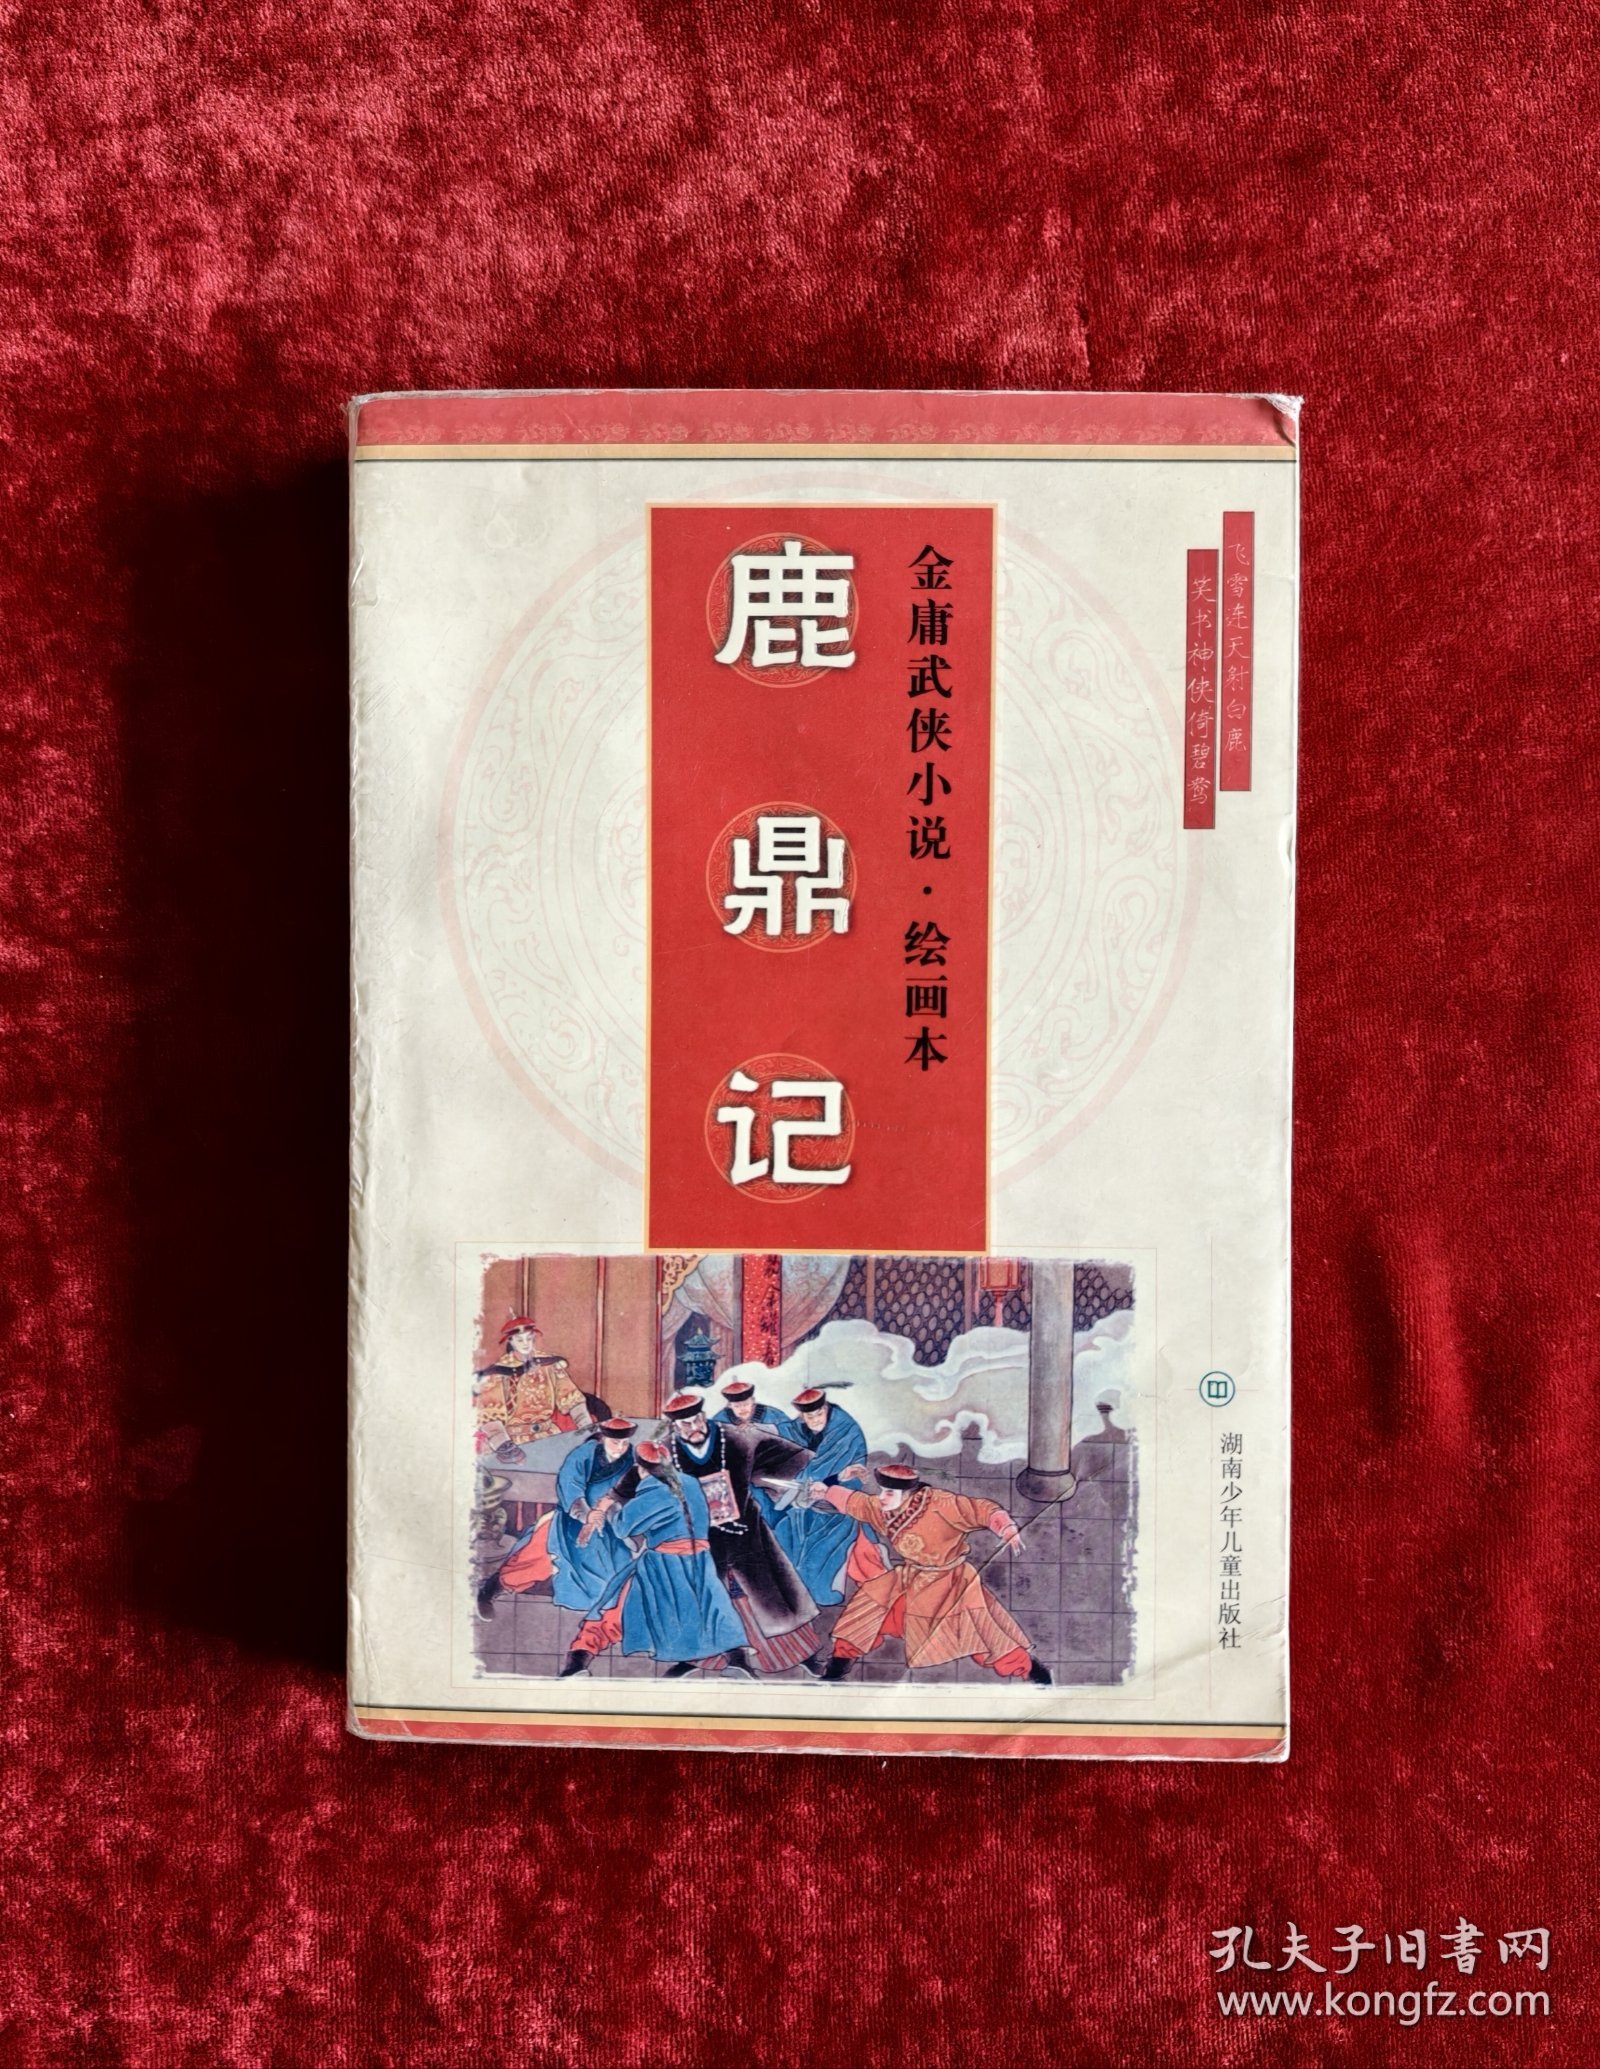 飞雪连天射白鹿
笑书神侠倚碧鸳
金庸武侠小说·绘画本
鹿鼎记
湖南少年儿童出版社
孔夫子旧书网
www.kongfz.com